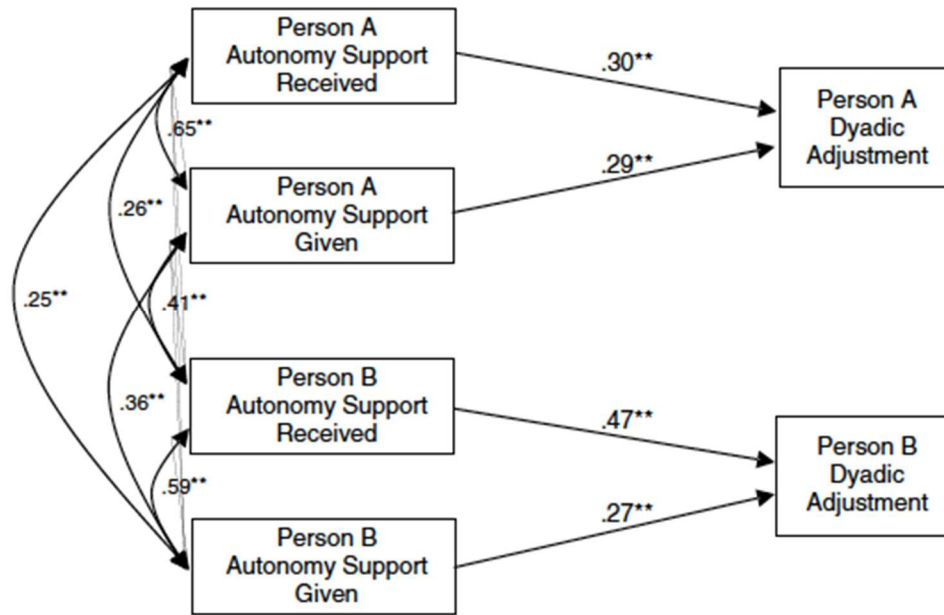 Person A
Autonomy Support
Received
.30**
Person A
Dyadic
Adjustment
.65**
Person A
Autonomy Support
Given
.29**
.26**
.25**
.41**
Person B
Autonomy Support
Received
.36**
.47**
Person B
Dyadic
Adjustment
.59**
.27**
Person B
Autonomy Support
Given